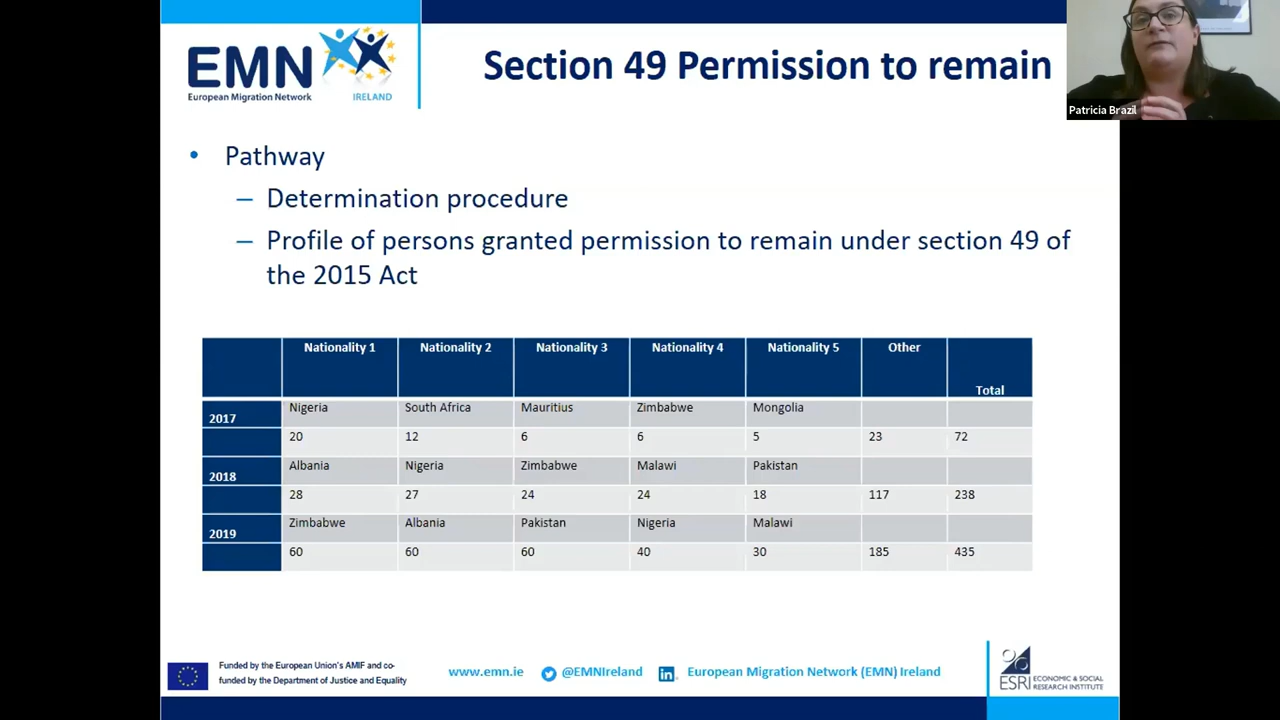 EMN
European Migration Network
IRELAND
Section 49 Permission to remain
Patricia Brazil
• Pathway
– Determination procedure
– Profile of persons granted permission to remain under section 49 of
the 2015 Act
Nationality 1 Nationality 2 Nationality 3 Nationality 4 Nationality 5 Other Total
2017 Nigeria South Africa Mauritius Zimbabwe Mongolia
20 12 6 6 5 23 72
2018 Albania Nigeria Zimbabwe Malawi Pakistan
28 27 24 24 18 117 238
2019 Zimbabwe Albania Pakistan Nigeria Malawi
60 60 60 40 30 185 435
Funded by the European Union's AMIF and co-
funded by the Department of Justice and Equality
www.emn.ie @EMNIreland in European Migration Network (EMN) Ireland
ESRI ECONOMIC & SOCIAL
RESEARCH INSTITUTE